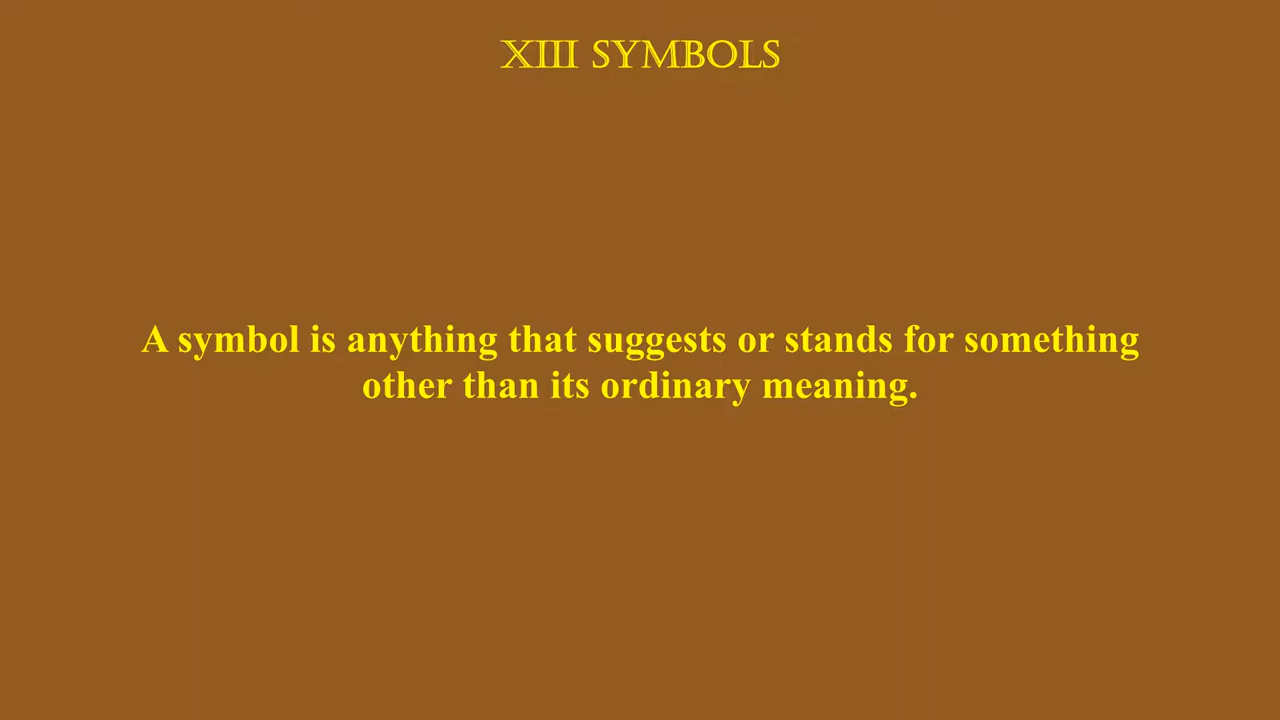 XIII SYMBOLS
A symbol is anything that suggests or stands for something
other than its ordinary meaning.